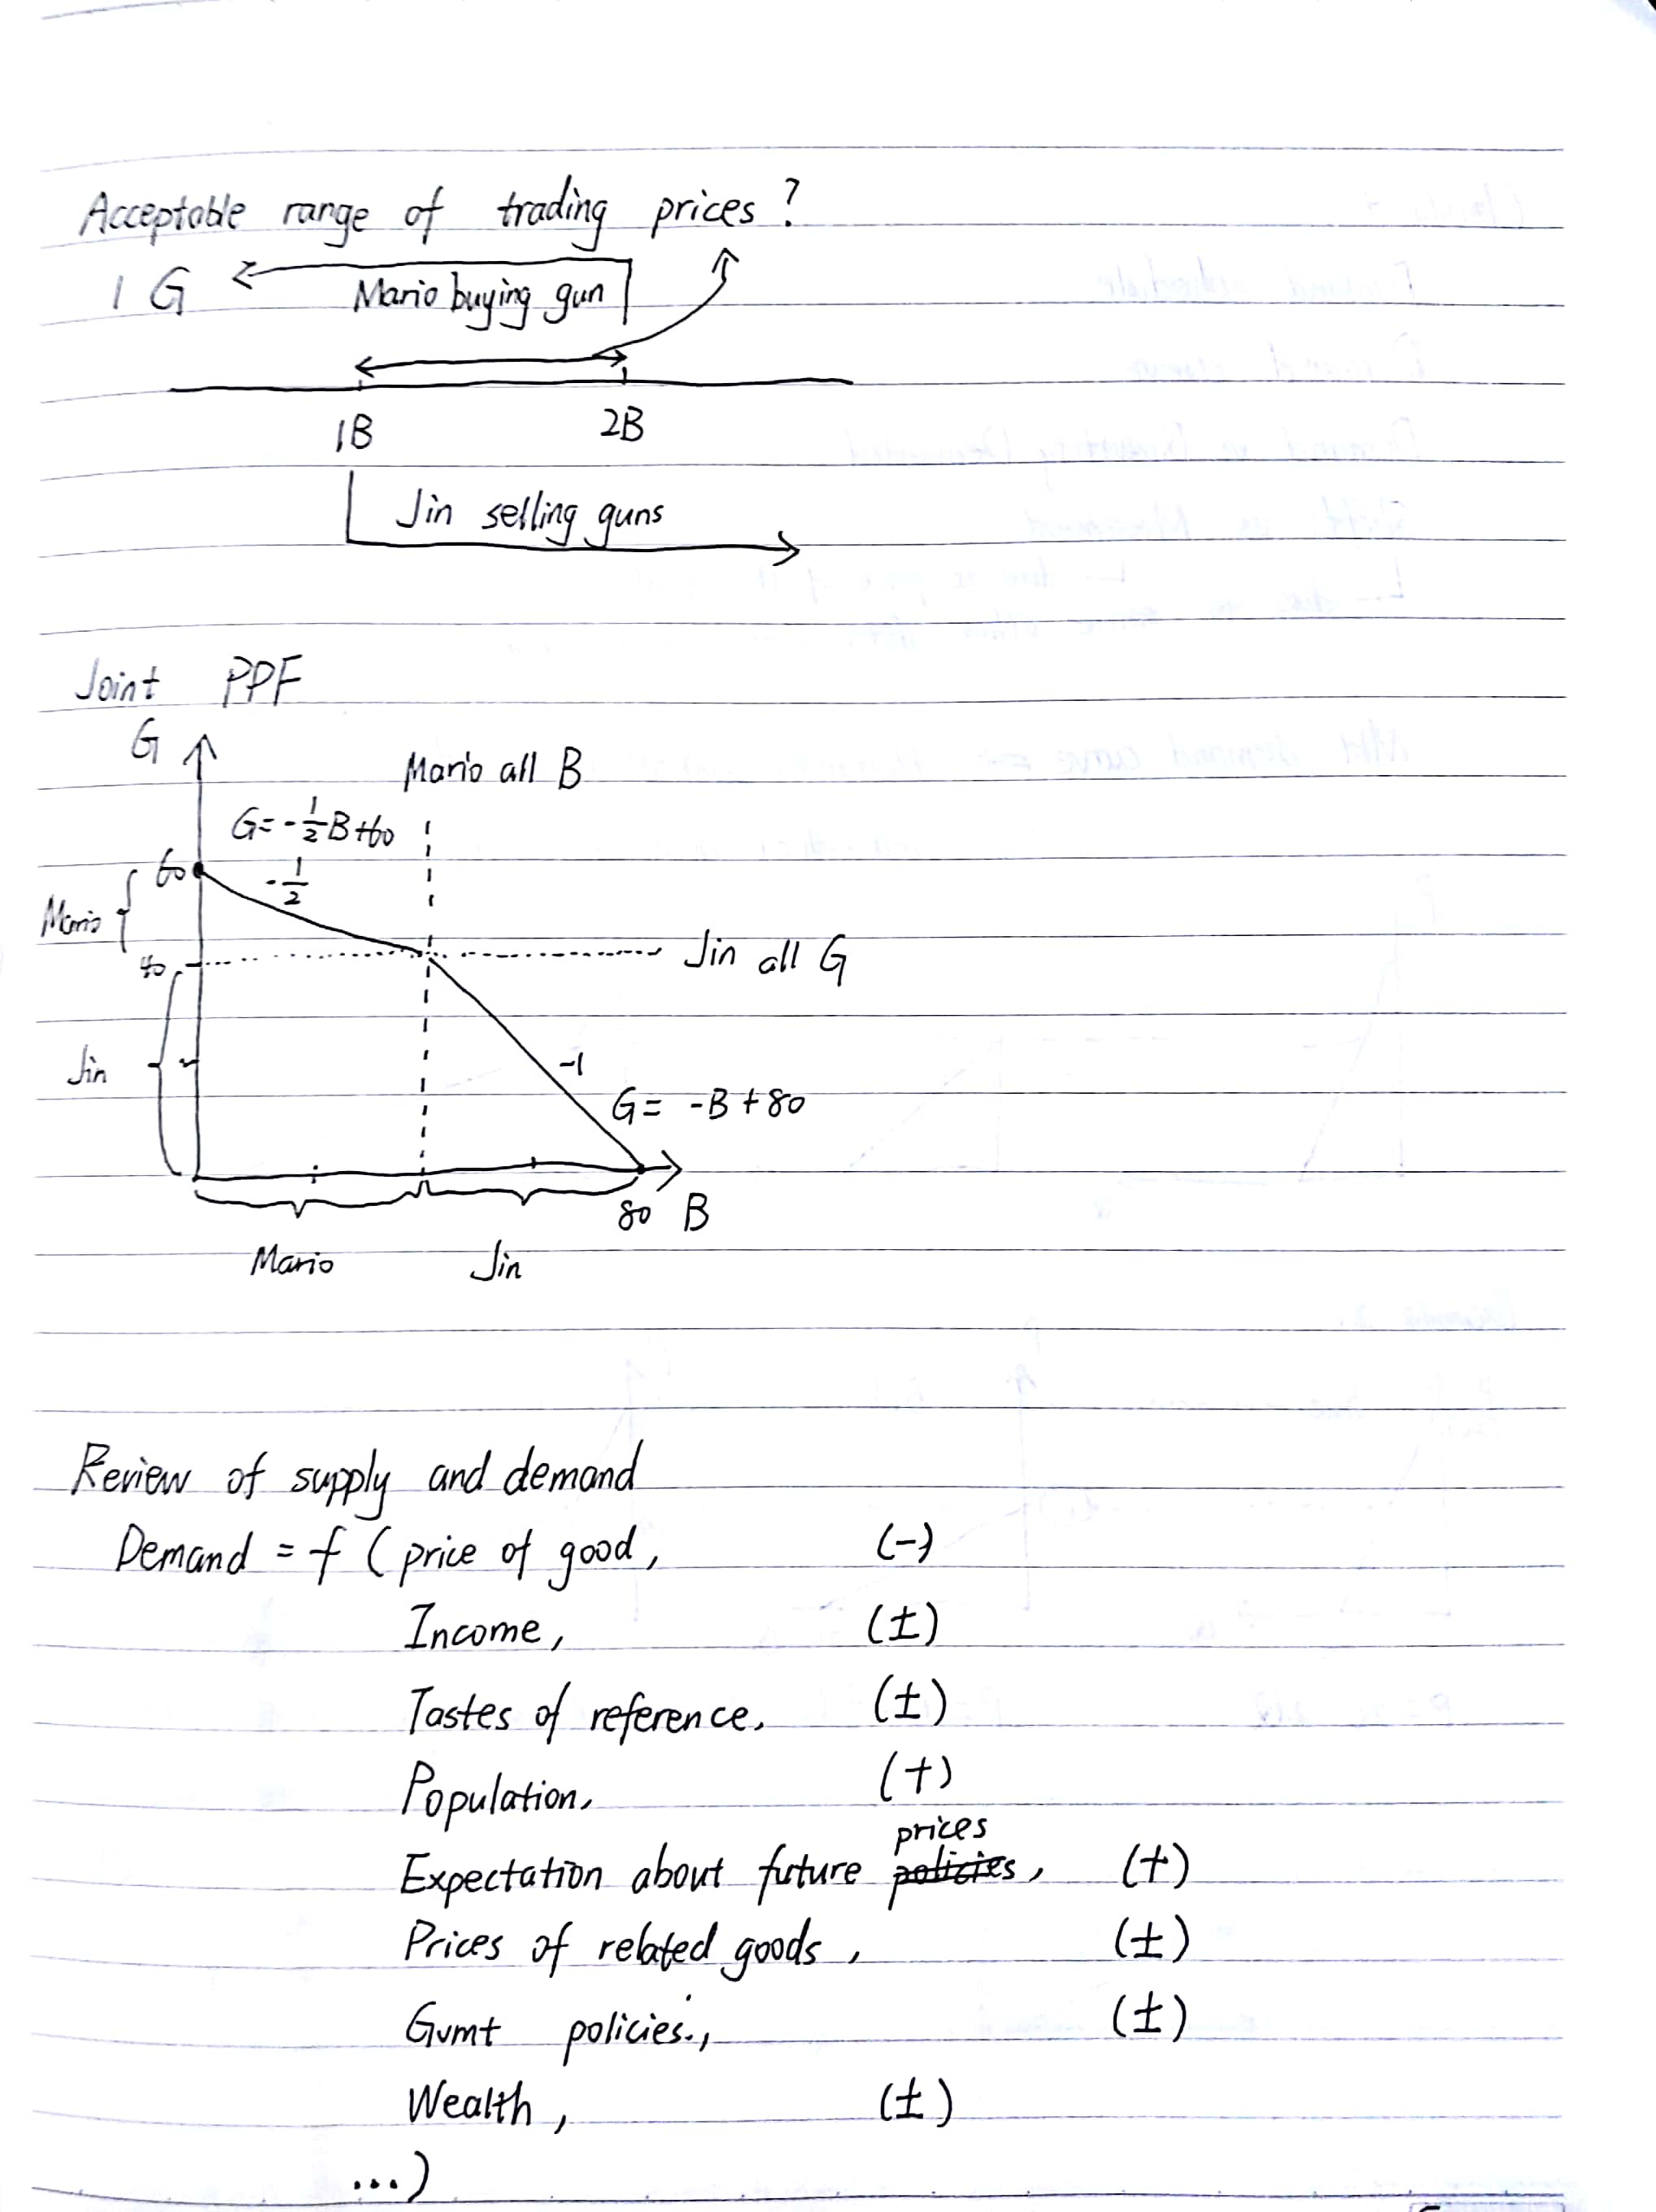 Acceptable range of trading prices?
1 G
Mario buying gun
1B 2B
Jin selling guns
Joint PPF
G
Mario all B
G=-1/2B+60
60
-1/2
Mario
40
Jin all G
Jin
-1
G= -B+80
80 B
Mario Jin
Review of supply and demand
Demand = f (price of good, (-)
Income, (±)
Tastes of reference, (±)
Population, (+)
prices
Expectation about future policies, (+)
Prices of related goods, (±)
Gvmt policies, (±)
Wealth, (±)
...)